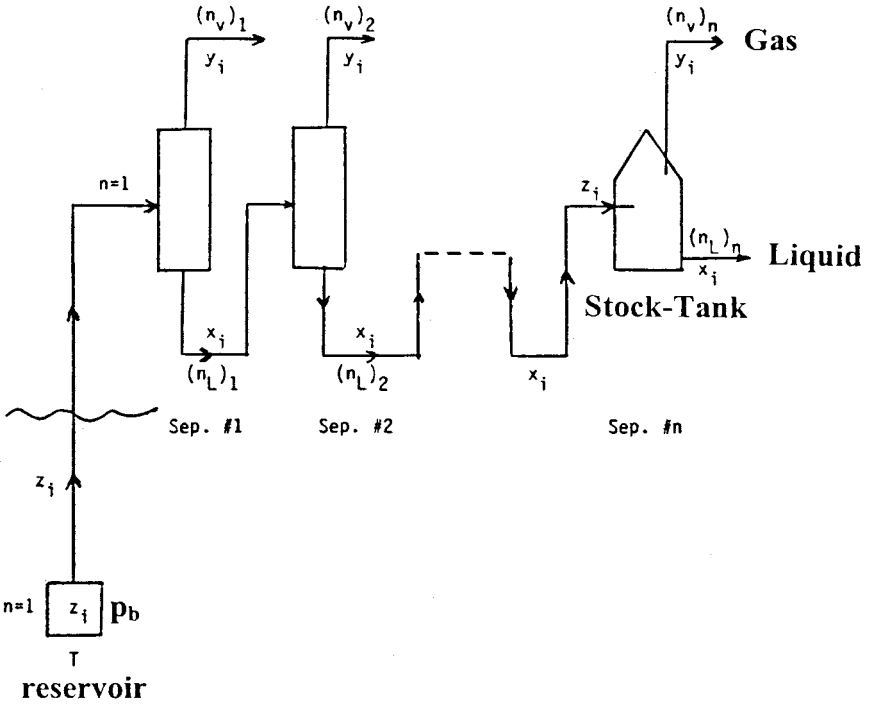 (n_v)_1
y_i
(n_v)_2
y_i
(n_v)_n
y_i
Gas
n=1
z_i
(n_L)_n
x_i
Liquid
Stock-Tank
x_i
(n_L)_1
x_i
(n_L)_2
x_i
Sep. #1
Sep. #2
Sep. #n
z_i
n=1
z_i
p_b
T
reservoir